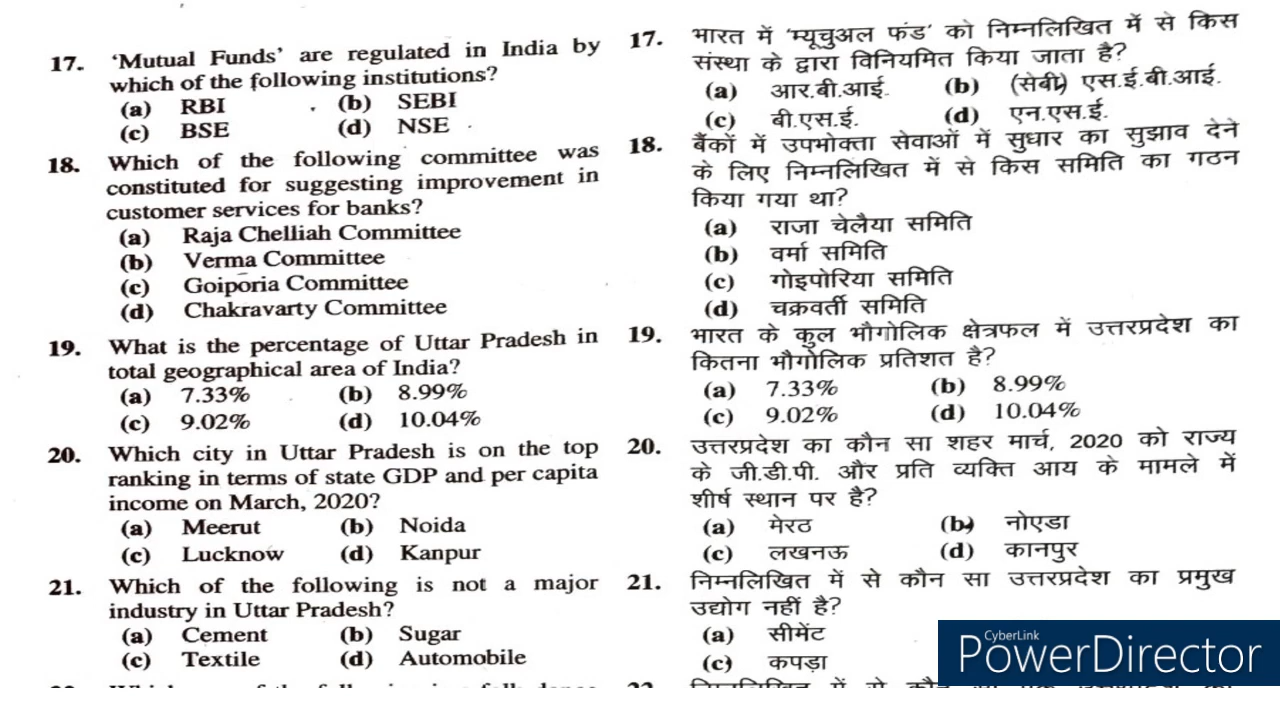 17. 'Mutual Funds' are regulated in India by
which of the following institutions?
(a) RBI (b) SEBI
(c) BSE (d) NSE
18. Which of the following committee was
constituted for suggesting improvement in
customer services for banks?
(a) Raja Chelliah Committee
(b) Verma Committee
(c) Goiporia Committee
(d) Chakravarty Committee
19. What is the percentage of Uttar Pradesh in
total geographical area of India?
(a) 7.33% (b) 8.99%
(c) 9.02% (d) 10.04%
20. Which city in Uttar Pradesh is on the top
ranking in terms of state GDP and per capita
income on March, 2020?
(a) Meerut (b) Noida
(c) Lucknow (d) Kanpur
21. Which of the following is not a major
industry in Uttar Pradesh?
(a) Cement (b) Sugar
(c) Textile (d) Automobile
17. भारत में 'म्यूचुअल फंड' को निम्नलिखित में से किस
संस्था के द्वारा विनियमित किया जाता है?
(a) आर.बी.आई. (b) (सेबी) एस.ई.बी.आई.
(c) बी.एस.ई. (d) एन.एस.ई.
18. बैंकों में उपभोक्ता सेवाओं में सुधार का सुझाव देने
के लिए निम्नलिखित में से किस समिति का गठन
किया गया था?
(a) राजा चेलैया समिति
(b) वर्मा समिति
(c) गोइपोरिया समिति
(d) चक्रवर्ती समिति
19. भारत के कुल भौगोलिक क्षेत्रफल में उत्तरप्रदेश का
कितना भौगोलिक प्रतिशत है?
(a) 7.33% (b) 8.99%
(c) 9.02% (d) 10.04%
20. उत्तरप्रदेश का कौन सा शहर मार्च, 2020 को राज्य
के जी.डी.पी. और प्रति व्यक्ति आय के मामले में
शीर्ष स्थान पर है?
(a) मेरठ (b) नोएडा
(c) लखनऊ (d) कानपुर
21. निम्नलिखित में से कौन सा उत्तरप्रदेश का प्रमुख
उद्योग नहीं है?
(a) सीमेंट
(c) कपड़ा
CyberLink
PowerDirector